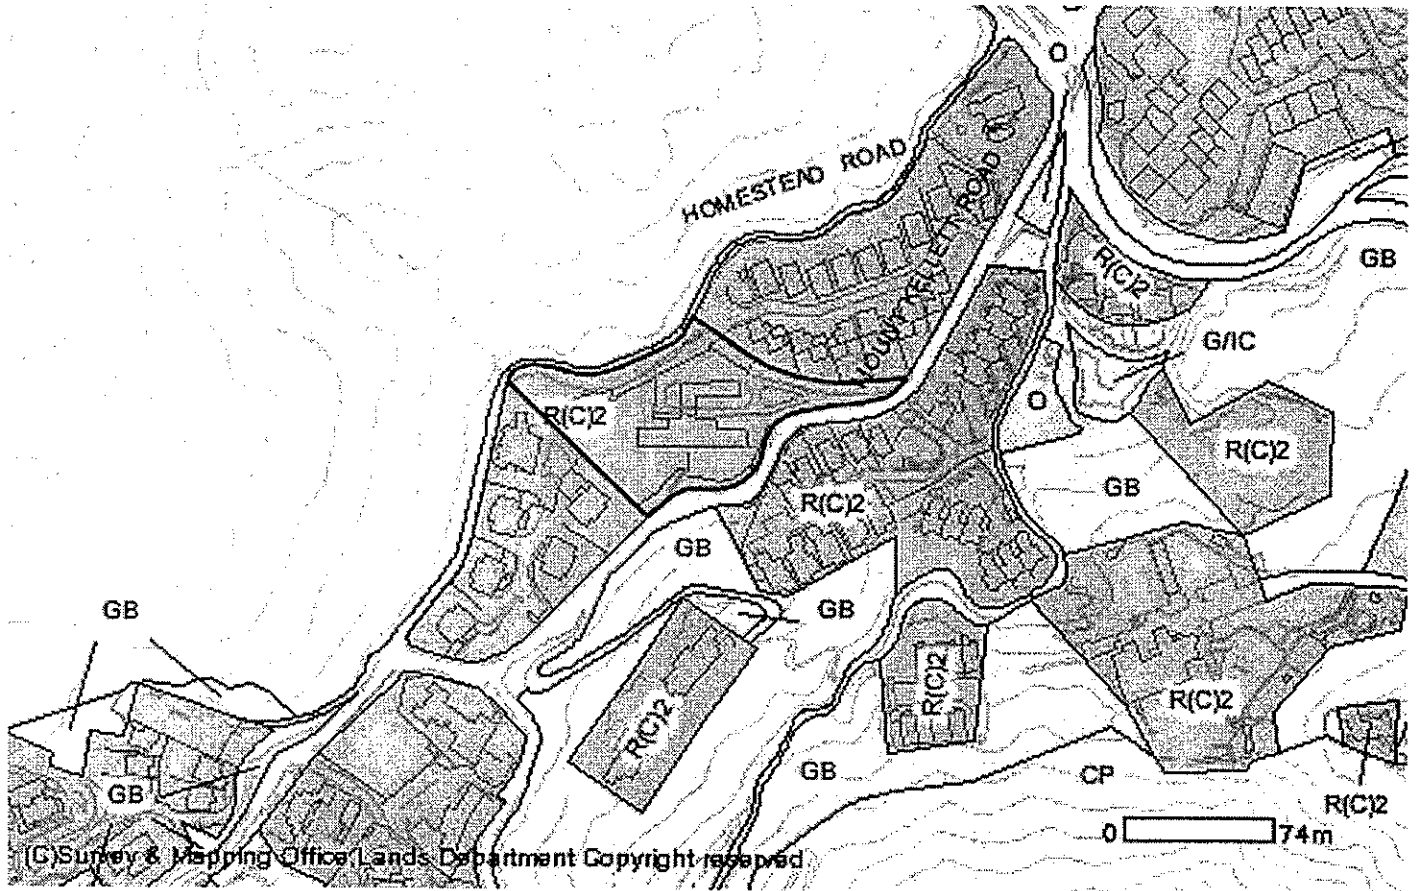 O
HOMESTEAD ROAD
MOUNT KELLETT ROAD
R(C)2
GB
G/IC
R(C)2
O
R(C)2
R(C)2
GB
GB
GB
GB
R(C)2
R(C)2
R(C)2
GB
CP
GB
R(C)2
0 74m
(C)Survey & Mapping Office, Lands Department Copyright reserved